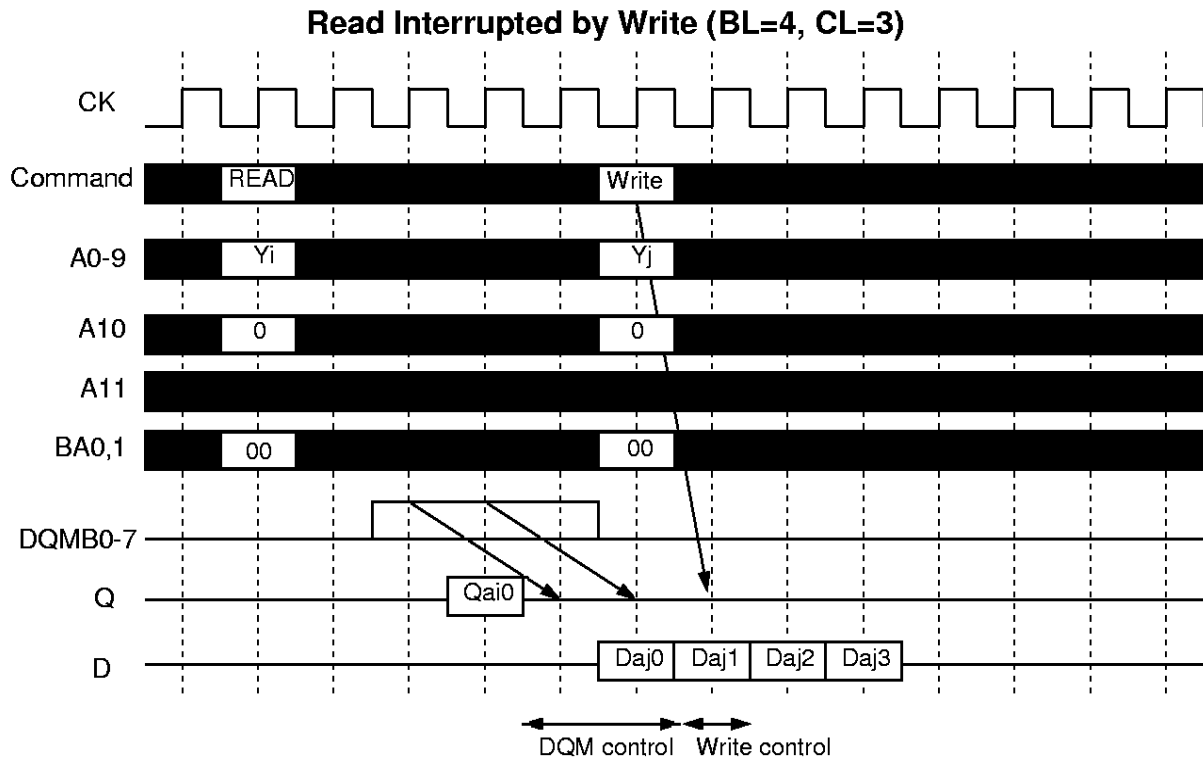 Read Interrupted by Write (BL=4, CL=3)
CK
Command READ Write
A0-9 Yi Yj
A10 0 0
A11
BA0,1 00 00
DQMB0-7
Q Qai0
D Daj0 Daj1 Daj2 Daj3
DQM control Write control